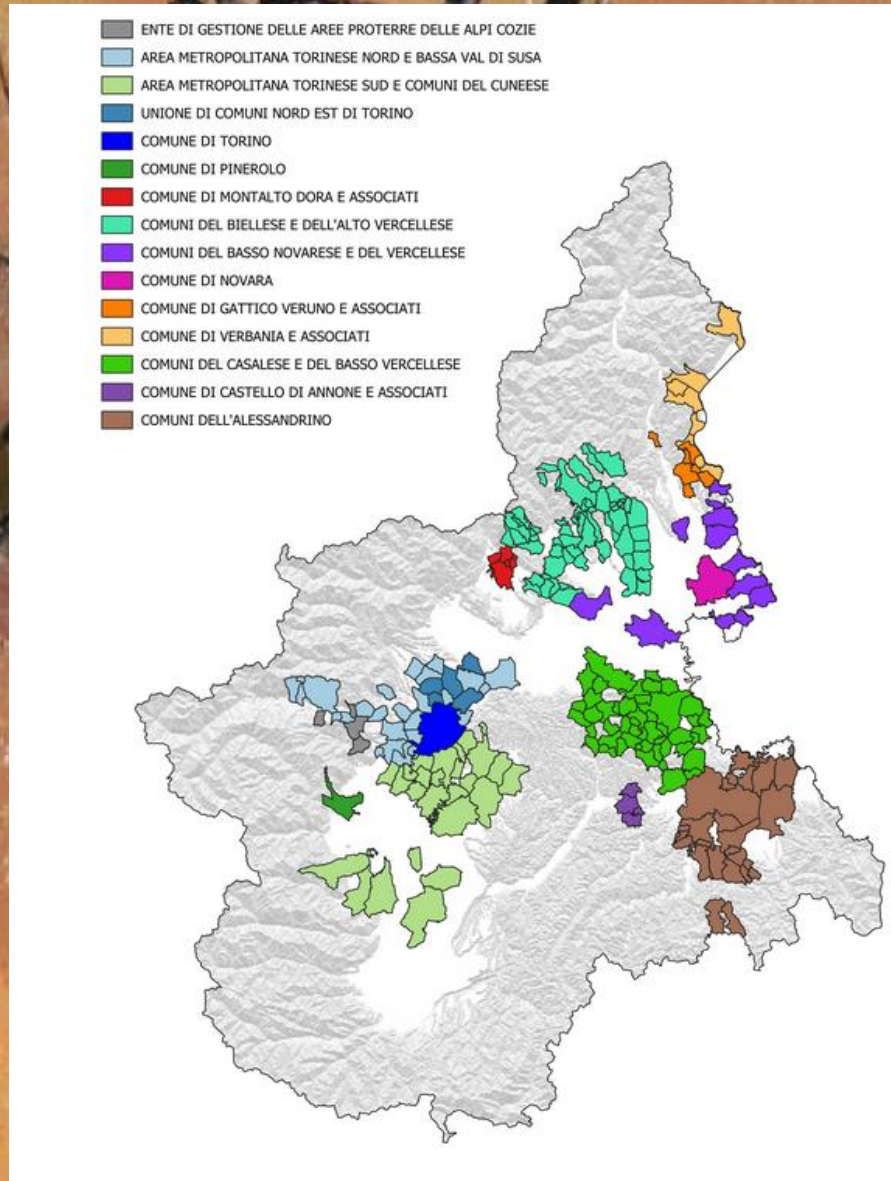 ENTE DI GESTIONE DELLE AREE PROTERRE DELLE ALPI COZIE
AREA METROPOLITANA TORINESE NORD E BASSA VAL DI SUSA
AREA METROPOLITANA TORINESE SUD E COMUNI DEL CUNEESE
UNIONE DI COMUNI NORD EST DI TORINO
COMUNE DI TORINO
COMUNE DI PINEROLO
COMUNE DI MONTALTO DORA E ASSOCIATI
COMUNI DEL BIELLESE E DELL'ALTO VERCELLESE
COMUNI DEL BASSO NOVARESE E DEL VERCELLESE
COMUNE DI NOVARA
COMUNE DI GATTICO VERUNO E ASSOCIATI
COMUNE DI VERBANIA E ASSOCIATI
COMUNI DEL CASALESE E DEL BASSO VERCELLESE
COMUNE DI CASTELLO DI ANNONE E ASSOCIATI
COMUNI DELL'ALESSANDRINO